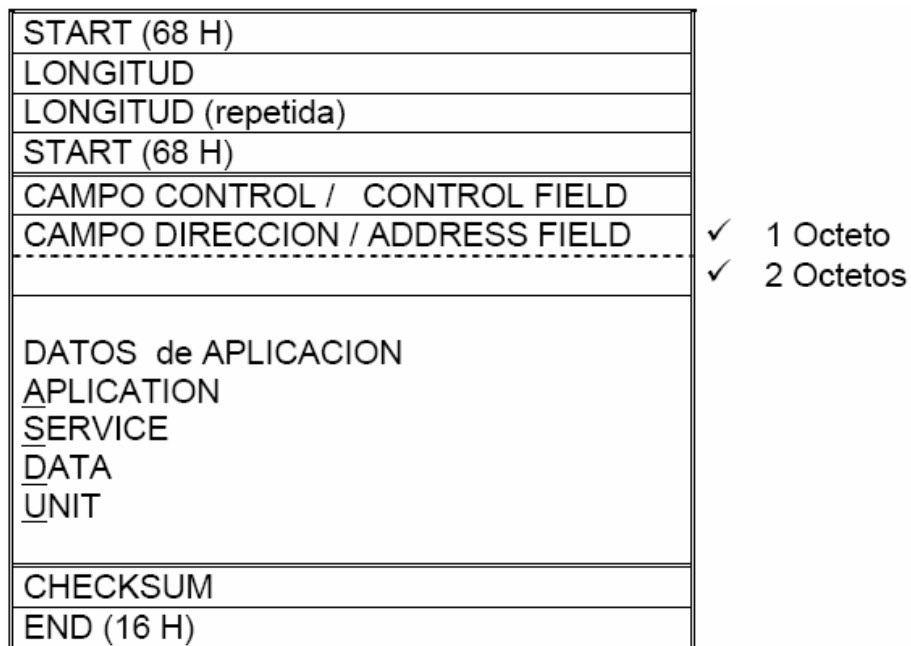 START (68 H)
LONGITUD
LONGITUD (repetida)
START (68 H)
CAMPO CONTROL / CONTROL FIELD
CAMPO DIRECCION / ADDRESS FIELD ✓ 1 Octeto
✓ 2 Octetos
DATOS de APLICACION
APLICATION
SERVICE
DATA
UNIT
CHECKSUM
END (16 H)